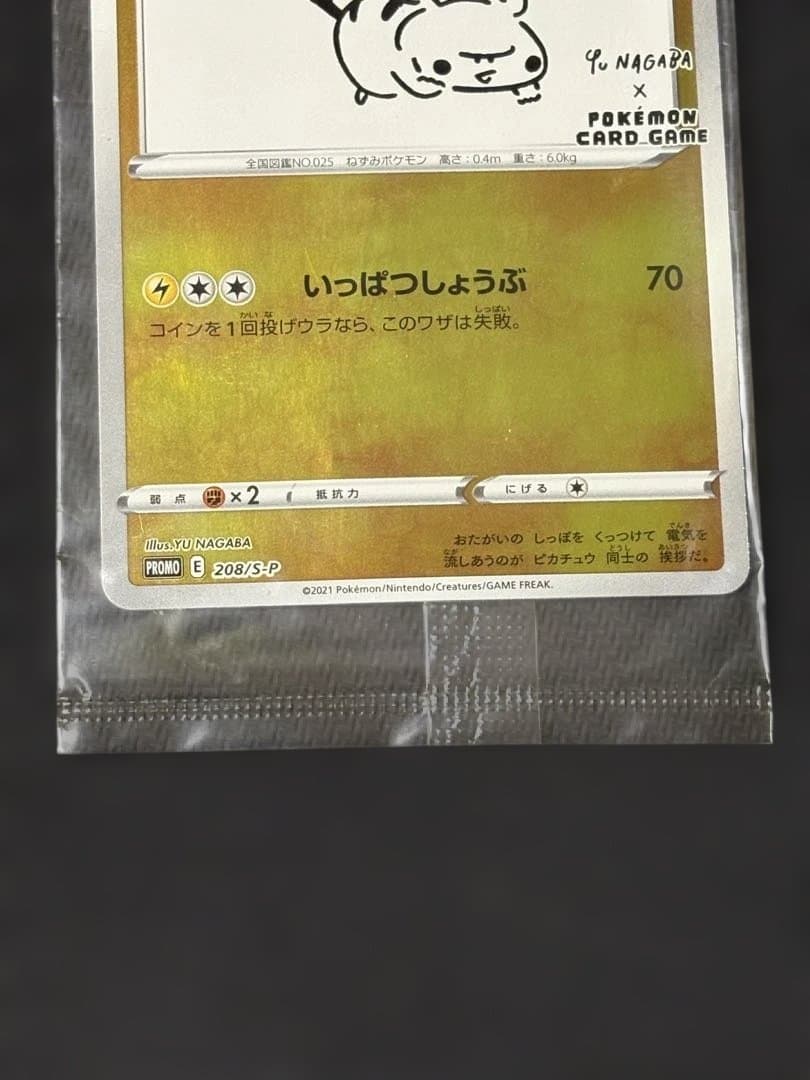 Yu NAGABA
×
POKÉMON
CARD GAME
全国図鑑NO.025 ねずみポケモン 高さ:0.4m 重さ:6.0kg
いっぱつしょうぶ 70
コインを1回投げウラなら、このワザは失敗。
弱点 ×2 抵抗力 にげる
Illus.YU NAGABA
おたがいの しっぽを くっつけて 電気を
流しあうのが ピカチュウ 同士の 挨拶だ。
PROMO E 208/S-P
©2021 Pokémon/Nintendo/Creatures/GAME FREAK.